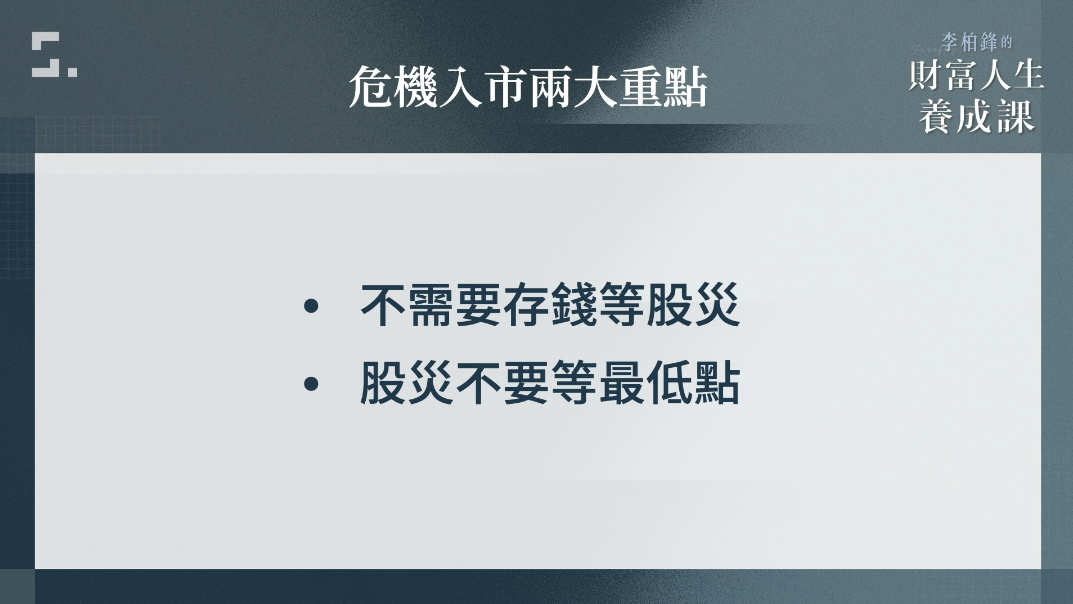 危機入市兩大重點
李柏鋒的
財富人生
養成課
• 不需要存錢等股災
• 股災不要等最低點